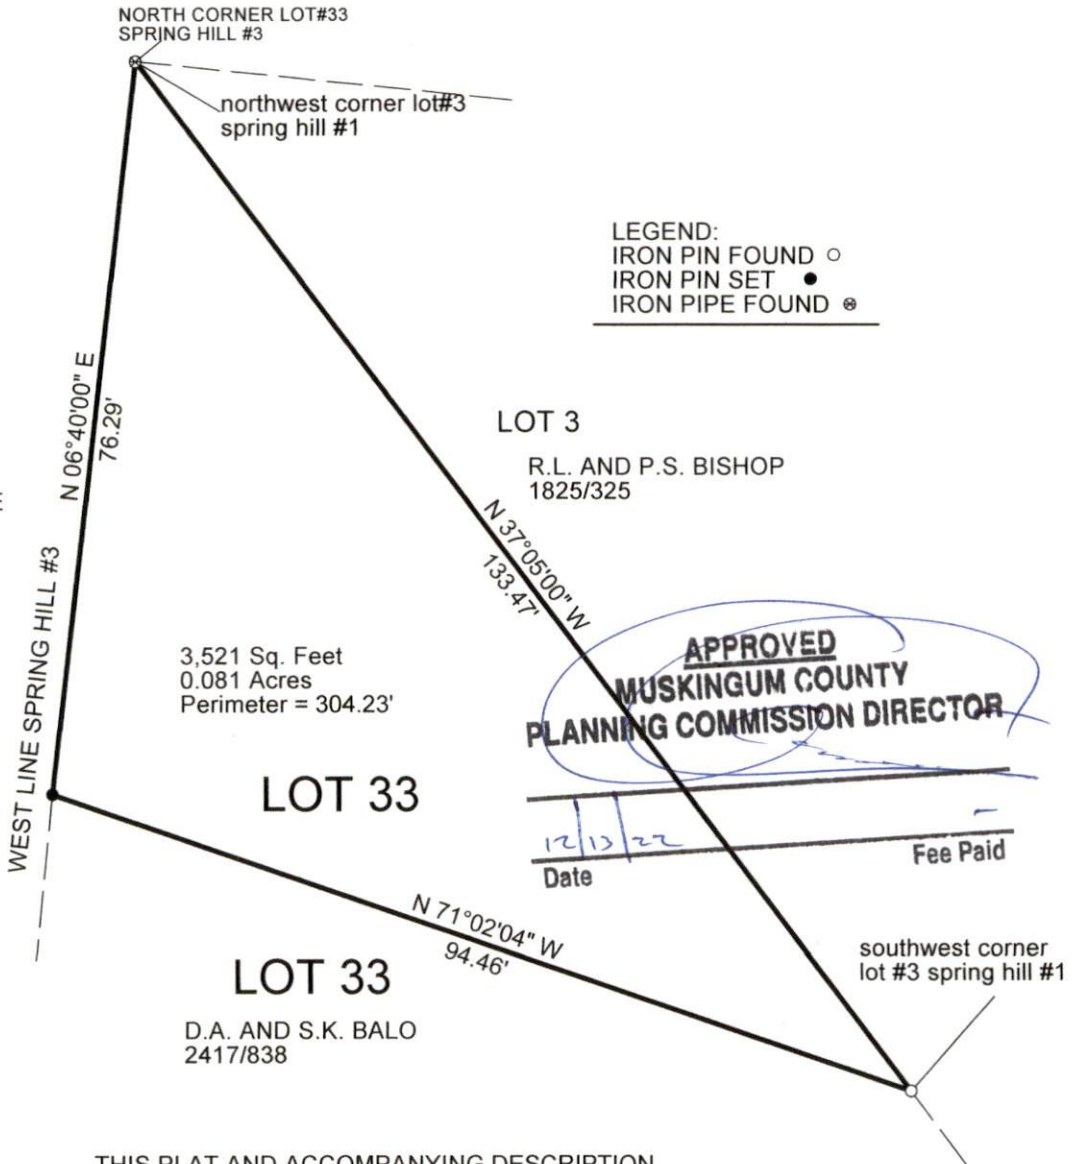 NORTH CORNER LOT#33
SPRING HILL #3
northwest corner lot#3
spring hill #1
LEGEND:
IRON PIN FOUND
IRON PIN SET
IRON PIPE FOUND
N 06°40'00" E
76.29'
LOT 3
R.L. AND P.S. BISHOP
1825/325
N 37°05'00" W
133.47'
WEST LINE SPRING HILL #3
3,521 Sq. Feet
0.081 Acres
Perimeter = 304.23'
APPROVED
MUSKINGUM COUNTY
PLANNING COMMISSION DIRECTOR
12/13/22
Date
Fee Paid
LOT 33
N 71°02'04" W
94.46'
LOT 33
D.A. AND S.K. BALO
2417/838
southwest corner
lot #3 spring hill #1
THIS PLAT AND ACCOMPANYING DESCRIPTION